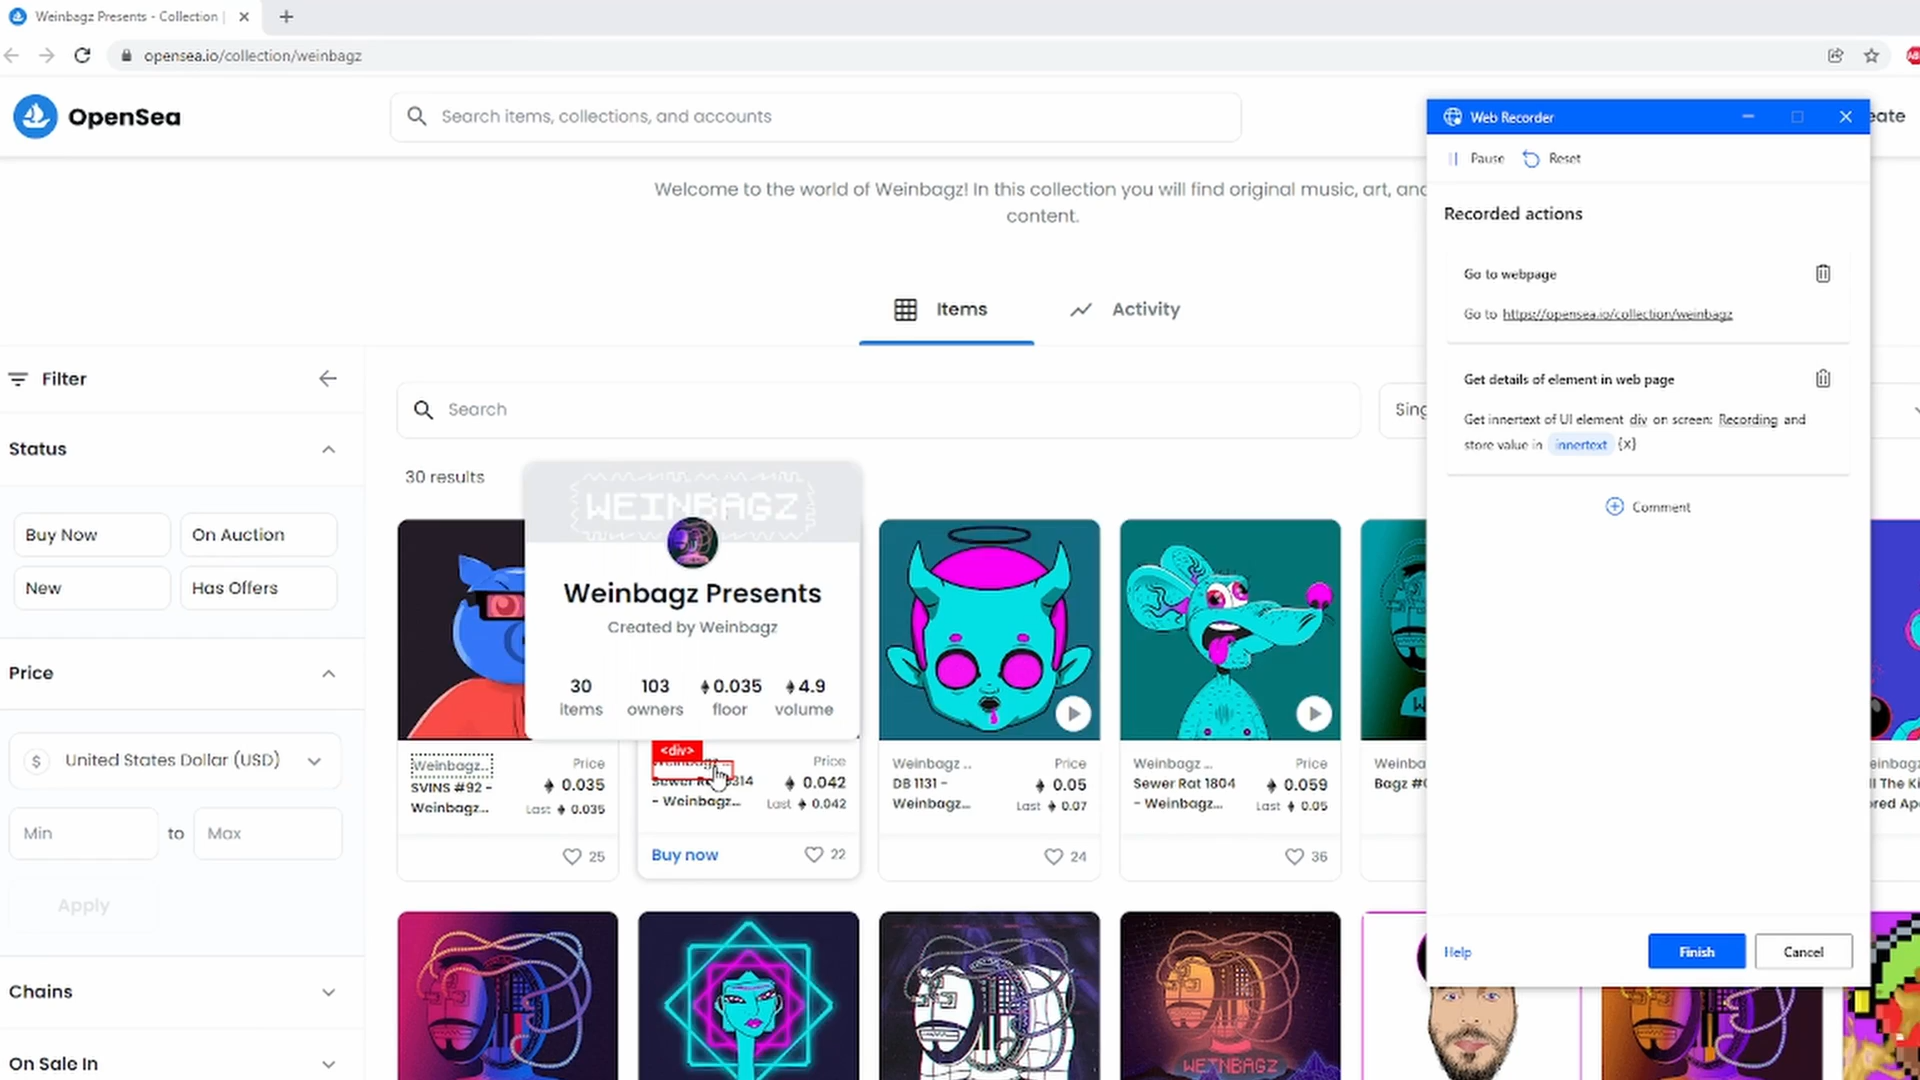 Weinbagz Presents - Collection |
opensea.io/collection/weinbagz
OpenSea
Search items, collections, and accounts
eate
Welcome to the world of Weinbagz! In this collection you will find original music, art, and
content.
Items
Activity
Filter
Status
Buy Now
On Auction
New
Has Offers
Price
$
United States Dollar (USD)
Min
to
Max
Apply
Chains
On Sale In
Search
Sing
30 results
WEINBAGZ
Weinbagz Presents
Created by Weinbagz
30
items
103
owners
0.035
floor
4.9
volume
Weinbagz..
SVINS #92 -
Weinbagz...
Price
0.035
Last 0.035
25
<div>
- Weinbagz...
Price
0.042
Last 0.042
Buy now
22
Weinbagz ..
DB 1131 -
Weinbagz...
Price
0.05
Last 0.07
24
Weinbagz ...
Sewer Rat 1804
- Weinbagz...
Price
0.059
Last 0.05
36
Weinba
Bagz #
WEINBAGZ
Web Recorder
Pause
Reset
Recorded actions
Go to webpage
Go to https://opensea.io/collection/weinbagz
Get details of element in web page
Get innertext of UI element div on screen: Recording and
store value in innertext {x}
Comment
Help
Finish
Cancel